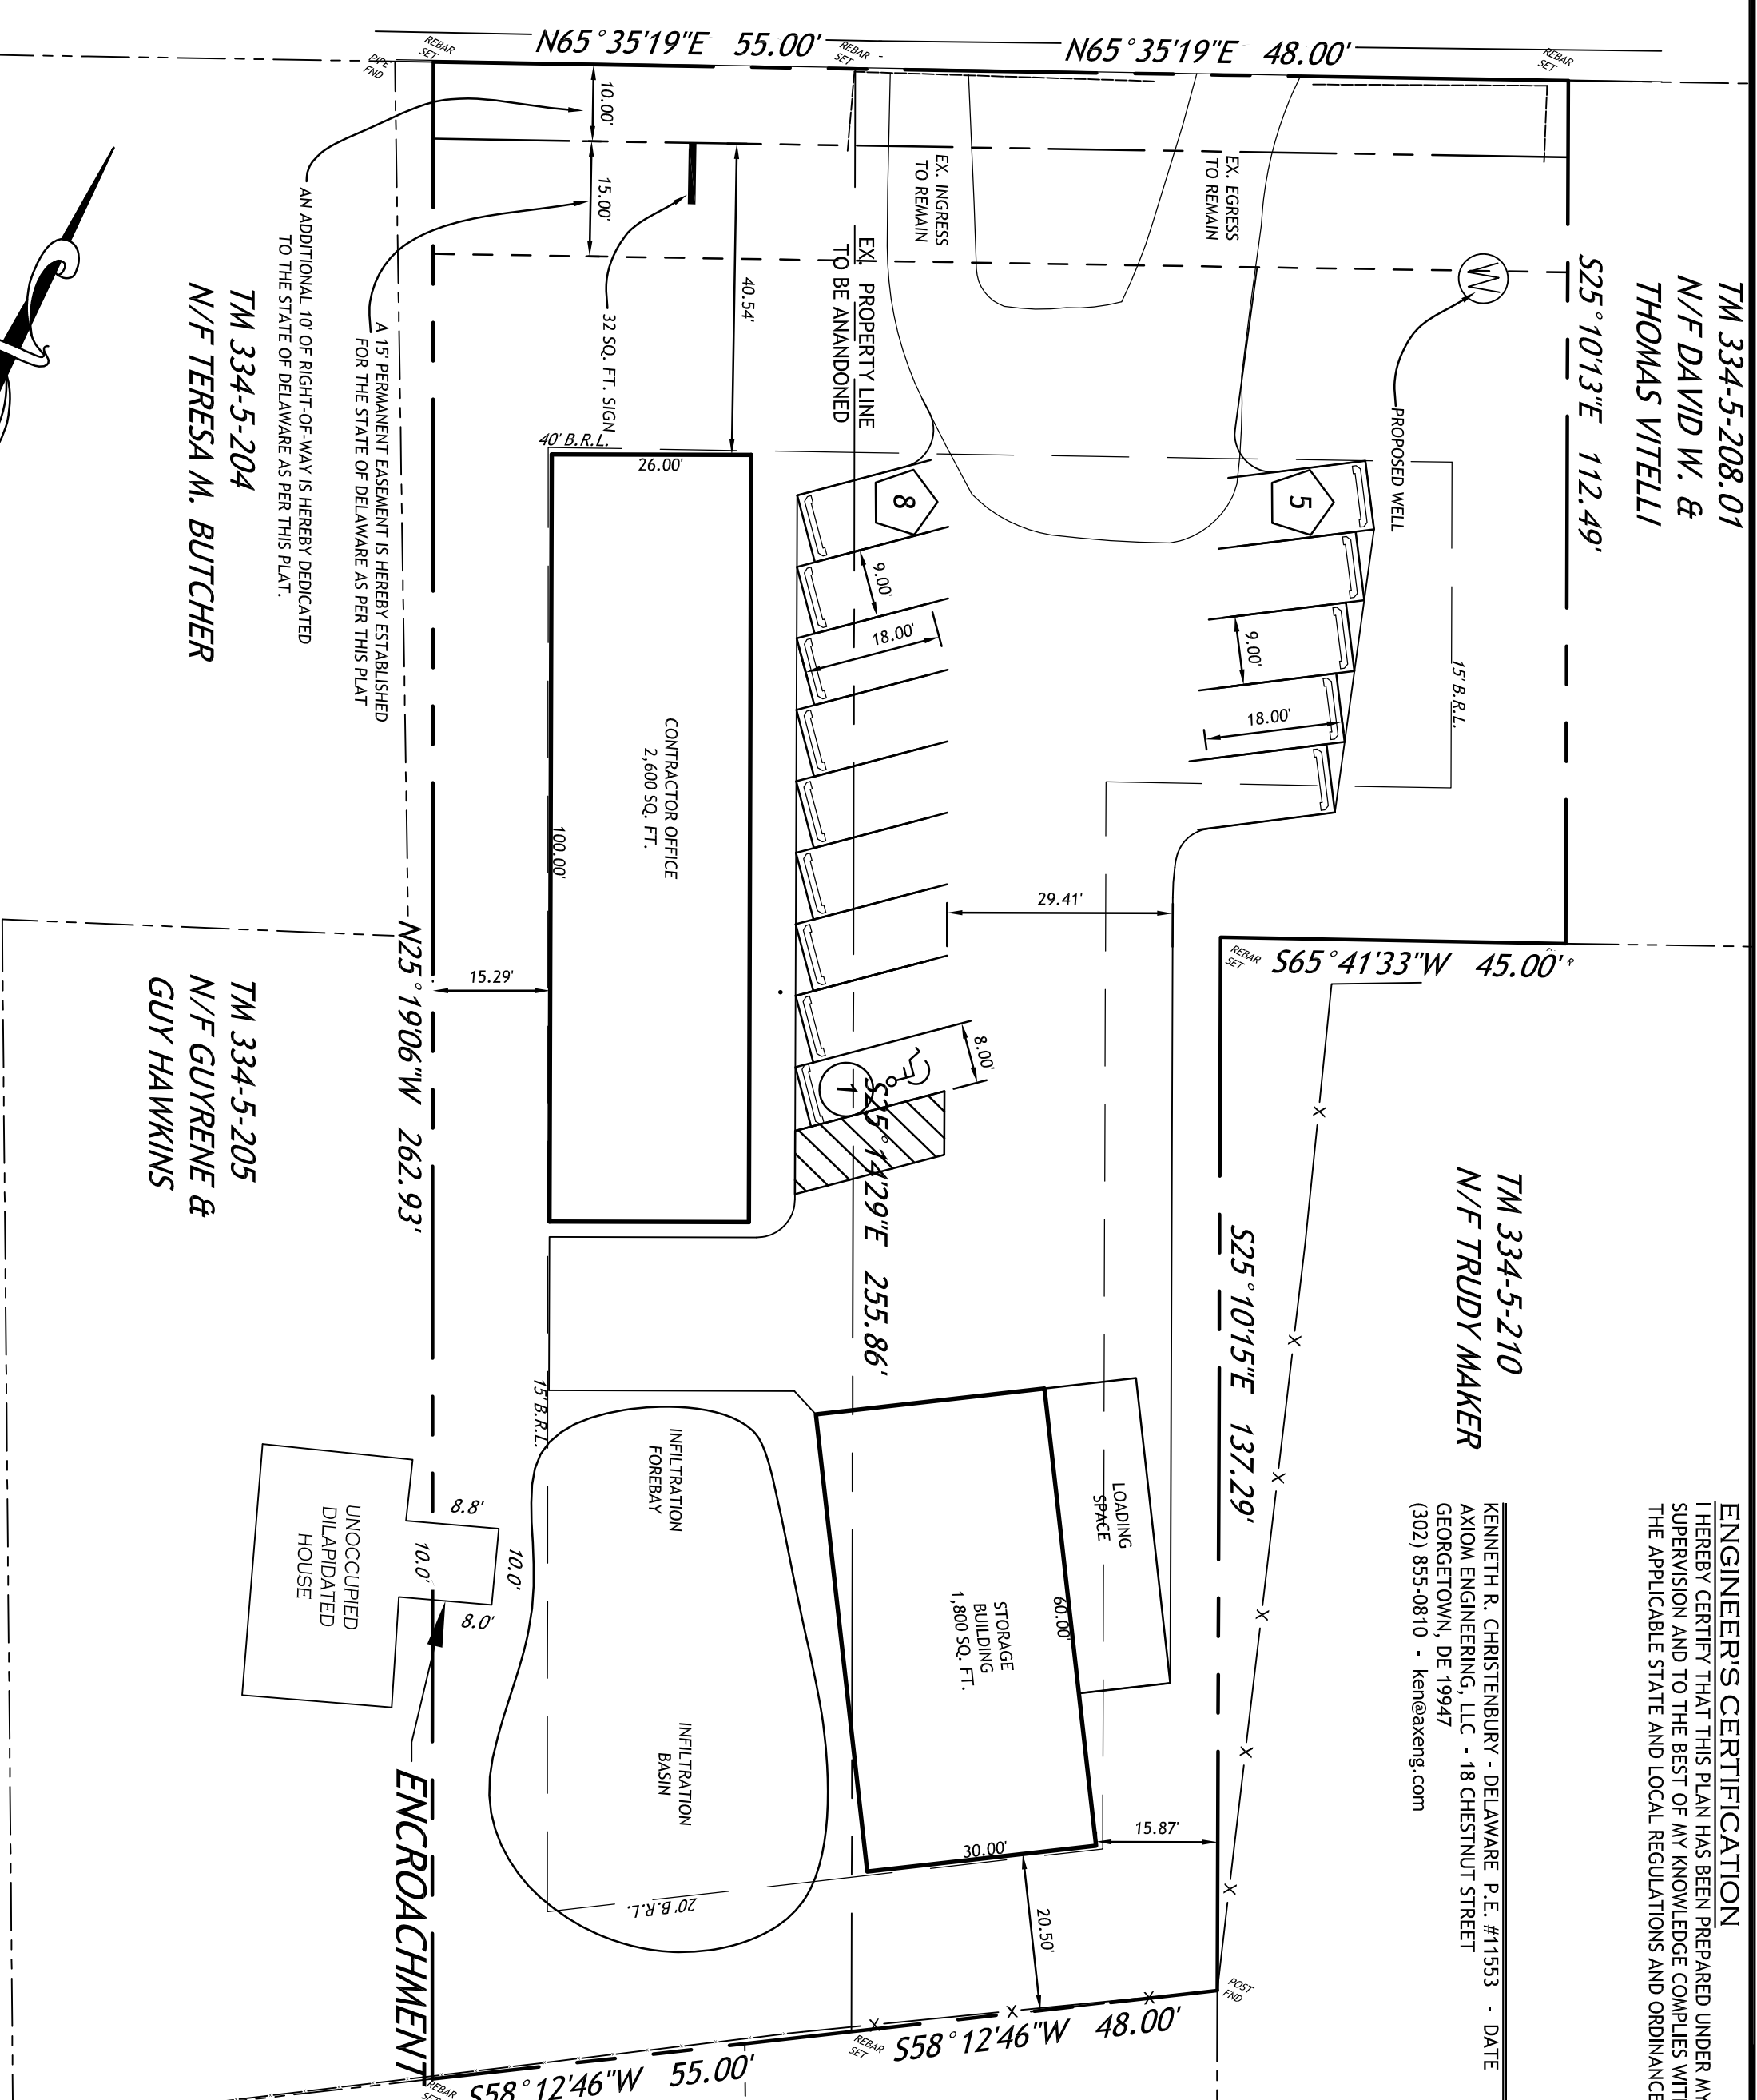 N65°35'19"E 55.00'
N65°35'19"E 48.00'
REBAR
SET
PIPE
FND
REBAR
SET
REBAR
SET
10.00'
15.00'
40.54'
EX. INGRESS
TO REMAIN
EX. EGRESS
TO REMAIN
W
PROPOSED WELL
S25°10'13"E 112.49'
TM 334-5-208.01
N/F DAVID W. &
THOMAS VITELLI
AN ADDITIONAL 10' OF RIGHT-OF-WAY IS HEREBY DEDICATED
TO THE STATE OF DELAWARE AS PER THIS PLAT.
A 15' PERMANENT EASEMENT IS HEREBY ESTABLISHED
FOR THE STATE OF DELAWARE AS PER THIS PLAT
TM 334-5-204
N/F TERESA M. BUTCHER
32 SQ. FT. SIGN
EX. PROPERTY LINE
TO BE ANANDONED
40' B.R.L.
26.00'
CONTRACTOR OFFICE
2,600 SQ. FT.
100.00'
8
9.00'
18.00'
5
9.00'
18.00'
15' B.R.L.
29.41'
15.29'
8.00'
1
S25°14'29"E 255.86'
N25°19'06"W 262.93'
TM 334-5-205
N/F GUYRENE &
GUY HAWKINS
REBAR
SET
S65°41'33"W 45.00'
TM 334-5-210
N/F TRUDY MAKER
S25°10'15"E 137.29'
X
X
X
X
X
X
X
X
X
15' B.R.L.
INFILTRATION
FOREBAY
INFILTRATION
BASIN
LOADING
SPACE
STORAGE
BUILDING
1,800 SQ. FT.
60.00'
30.00'
15.87'
20.50'
20' B.R.L.
UNOCCUPIED
DILAPIDATED
HOUSE
8.8'
10.0'
10.0'
8.0'
ENCROACHMENT
POST
FND
REBAR
SET
REBAR
SET
S58°12'46"W 48.00'
S58°12'46"W 55.00'
ENGINEER'S CERTIFICATION
I HEREBY CERTIFY THAT THIS PLAN HAS BEEN PREPARED UNDER MY
SUPERVISION AND TO THE BEST OF MY KNOWLEDGE COMPLIES WIT
THE APPLICABLE STATE AND LOCAL REGULATIONS AND ORDINANCE
KENNETH R. CHRISTENBURY - DELAWARE P.E. #11553 - DATE
AXIOM ENGINEERING, LLC - 18 CHESTNUT STREET
GEORGETOWN, DE 19947
(302) 855-0810 - ken@axeng.com